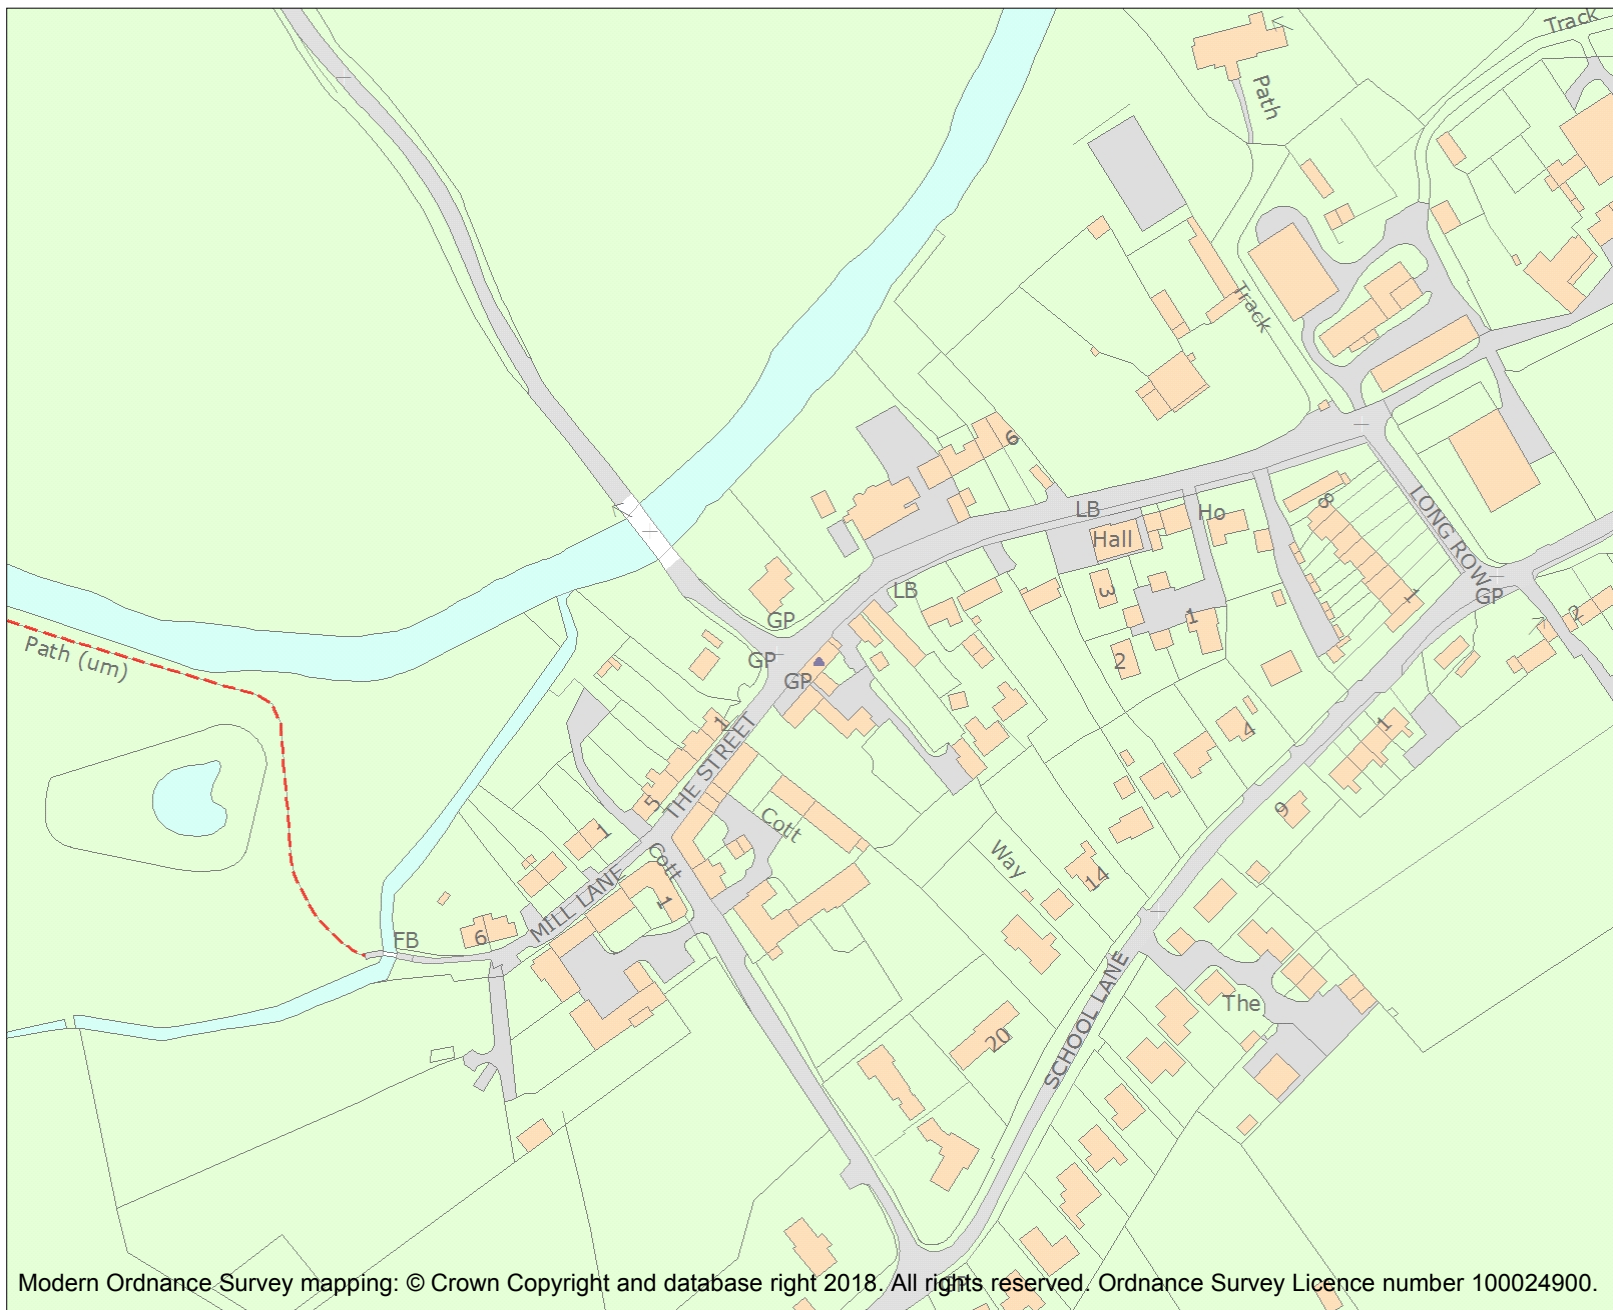 Track
Path
Track
6
LB
Ho
Hall
8
LONG ROW
LB
3
1
1
GP
2
GP
GP
GP
2
Path (um)
1
THE STREET
5
4
1
9
Cott
1
Cott
Way
14
MILL LANE
1
6
FB
SCHOOL LANE
The
20
GP
Modern Ordnance Survey mapping: © Crown Copyright and database right 2018. All rights reserved. Ordnance Survey Licence number 100024900.